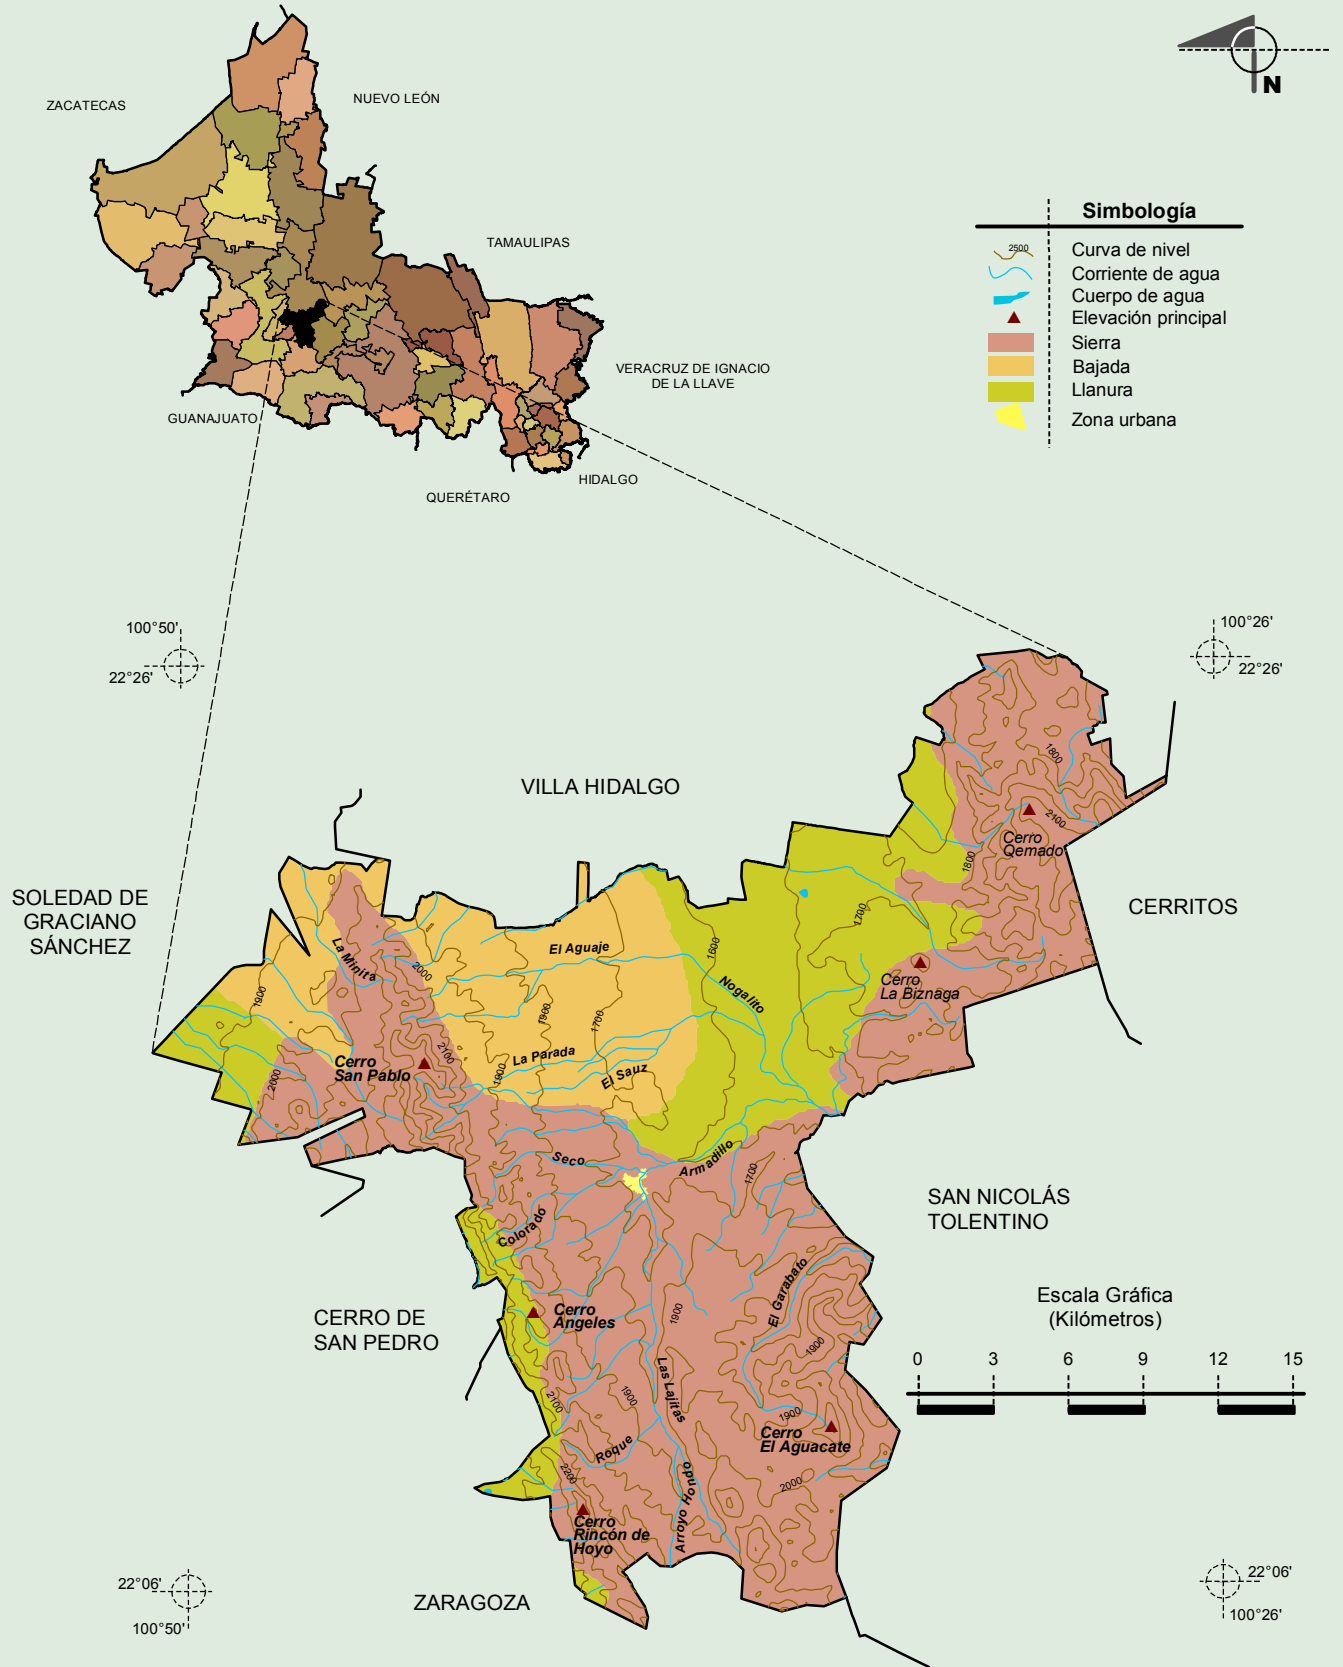 ZACATECAS
NUEVO LEÓN
TAMAULIPAS
VERACRUZ DE IGNACIO
DE LA LLAVE
GUANAJUATO
QUERÉTARO
HIDALGO
N
Simbología
2500
Curva de nivel
Corriente de agua
Cuerpo de agua
Elevación principal
Sierra
Bajada
Llanura
Zona urbana
100°50'
22°26'
100°26'
22°26'
VILLA HIDALGO
SOLEDAD DE
GRACIANO
SÁNCHEZ
CERRITOS
1800
2100
Cerro
Qemado
1800
1700
Cerro
La Biznaga
1600
Nogalito
El Aguaje
La Minita
2000
1900
1900
1700
La Parada
El Sauz
1900
2100
Cerro
San Pablo
2000
Seco
Armadillo
1700
SAN NICOLÁS
TOLENTINO
Colorado
El Garabato
CERRO DE
SAN PEDRO
Cerro
Angeles
1900
1900
Las Lajitas
2100
1900
1900
Cerro
El Aguacate
Roque
2200
2000
Arroyo Hondo
Cerro
Rincón de
Hoyo
Escala Gráfica
(Kilómetros)
0 3 6 9 12 15
ZARAGOZA
22°06'
100°50'
22°06'
100°26'